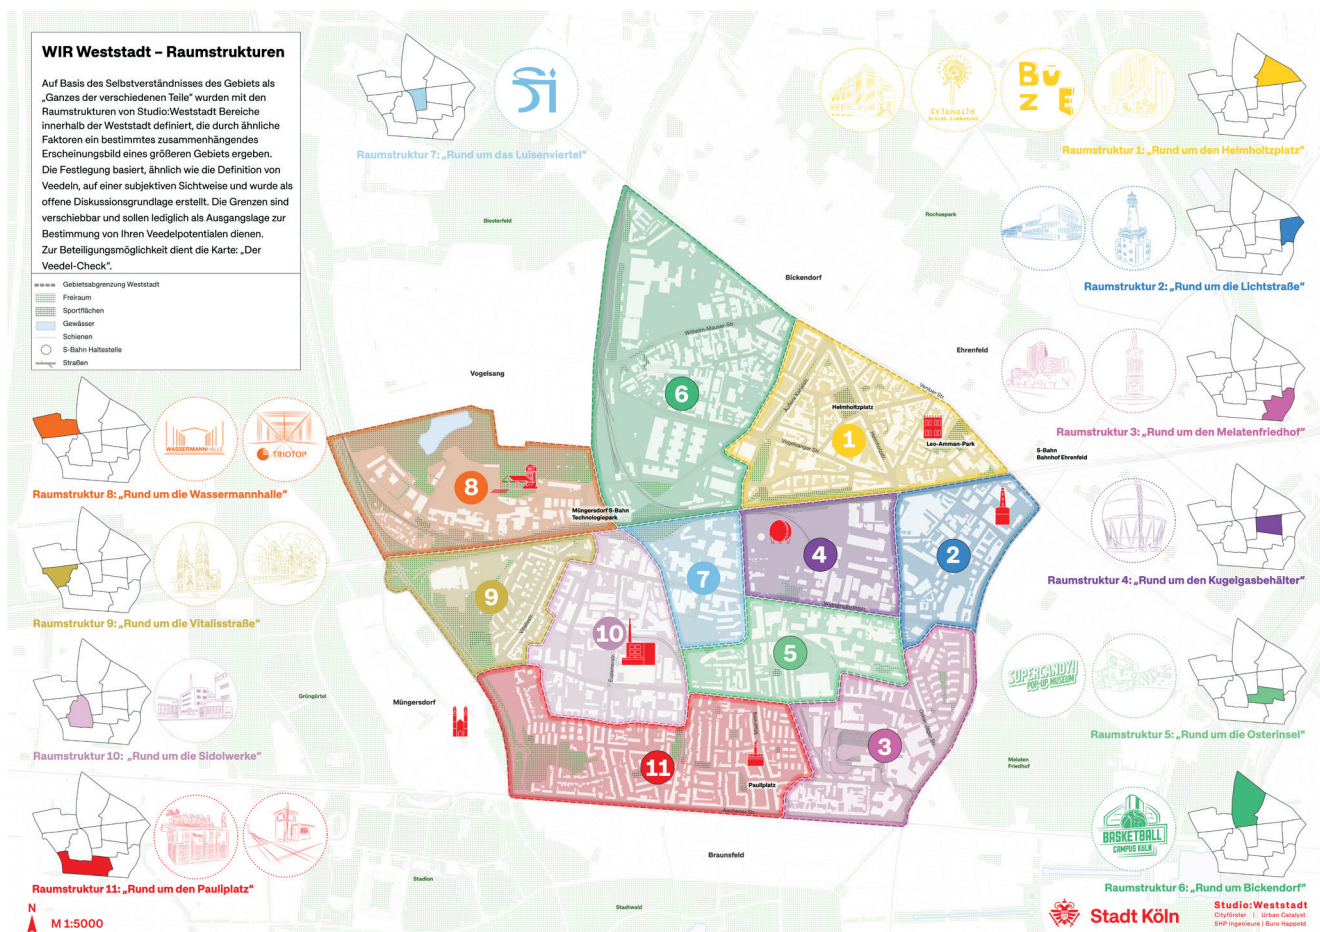 WIR Weststadt – Raumstrukturen
Auf Basis des Selbstverständnisses des Gebiets als
„Ganzes der verschiedenen Teile“ wurden mit den
Raumstrukturen von Studio:Weststadt Bereiche
innerhalb der Weststadt definiert, die durch ähnliche
Faktoren ein bestimmtes zusammenhängendes
Erscheinungsbild eines größeren Gebiets ergeben.
Die Festlegung basiert, ähnlich wie die Definition von
Veedeln, auf einer subjektiven Sichtweise und wurde als
offene Diskussionsgrundlage erstellt. Die Grenzen sind
verschiebbar und sollen lediglich als Ausgangslage zur
Bestimmung von Ihren Veedelpotentialen dienen.
Zur Beteiligungsmöglichkeit dient die Karte: „Der
Veedel-Check“.
Gebietsabgrenzung Weststadt
Freiraum
Sportflächen
Gewässer
Schienen
S-Bahn Haltestelle
Straßen
Raumstruktur 7: „Rund um das Luisenviertel“
BÜ
ZE
Raumstruktur 1: „Rund um den Helmholtzplatz“
Raumstruktur 2: „Rund um die Lichtstraße“
Raumstruktur 3: „Rund um den Melatenfriedhof“
Raumstruktur 4: „Rund um den Kugelgasbehälter“
SUPERCANDY!
POP-UP MUSEUM
Raumstruktur 5: „Rund um die Osterinsel“
BASKETBALL
CAMPUS KÖLN
Raumstruktur 6: „Rund um Bickendorf“
WASSERMANNHALLE
TRIOTOP
Raumstruktur 8: „Rund um die Wassermannhalle“
Raumstruktur 9: „Rund um die Vitalisstraße“
Raumstruktur 10: „Rund um die Sidolwerke“
Raumstruktur 11: „Rund um den Pauliplatz“
Biesterfeld
Rochuspark
Bickendorf
Ehrenfeld
Vogelsang
Wilhelm-Mauser-Str.
Venloer Str.
Helmholtzplatz
Vogelsanger Str.
Leo-Amman-Park
S-Bahn
Bahnhof Ehrenfeld
Müngersdorf S-Bahn
Technologiepark
6
1
8
2
4
7
9
10
5
3
11
Grüngürtel
Müngersdorf
Melaten
Friedhof
Pauliplatz
Aachener Str.
Braunsfeld
Stadion
Stadtwald
N
M 1:5000
Stadt Köln
Studio:Weststadt
Cityförster | Urban Catalyst
SHP Ingenieure | Buro Happold